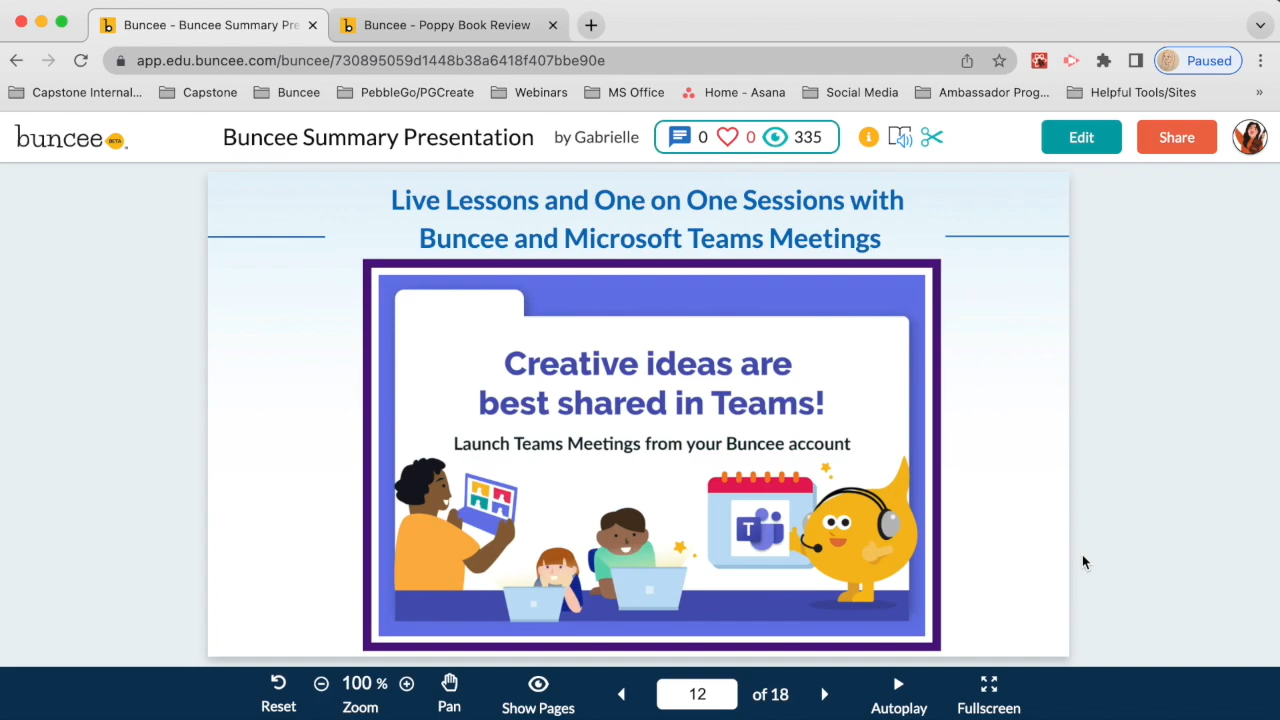 Buncee - Buncee Summary Pre
Buncee - Poppy Book Review
app.edu.buncee.com/buncee/730895059d1448b28a6418f407bbe90e
Paused
Capstone Internal...
Capstone
Buncee
PebbleGo/PGCreate
Webinars
MS Office
Home - Asana
Social Media
Ambassador Prog...
Helpful Tools/Sites
»
buncee BETA
Buncee Summary Presentation
by Gabrielle
0
0
335
Edit
Share
Live Lessons and One on One Sessions with
Buncee and Microsoft Teams Meetings
Creative ideas are
best shared in Teams!
Launch Teams Meetings from your Buncee account
T
Reset
100 %
Zoom
Pan
Show Pages
12
of 18
Autoplay
Fullscreen